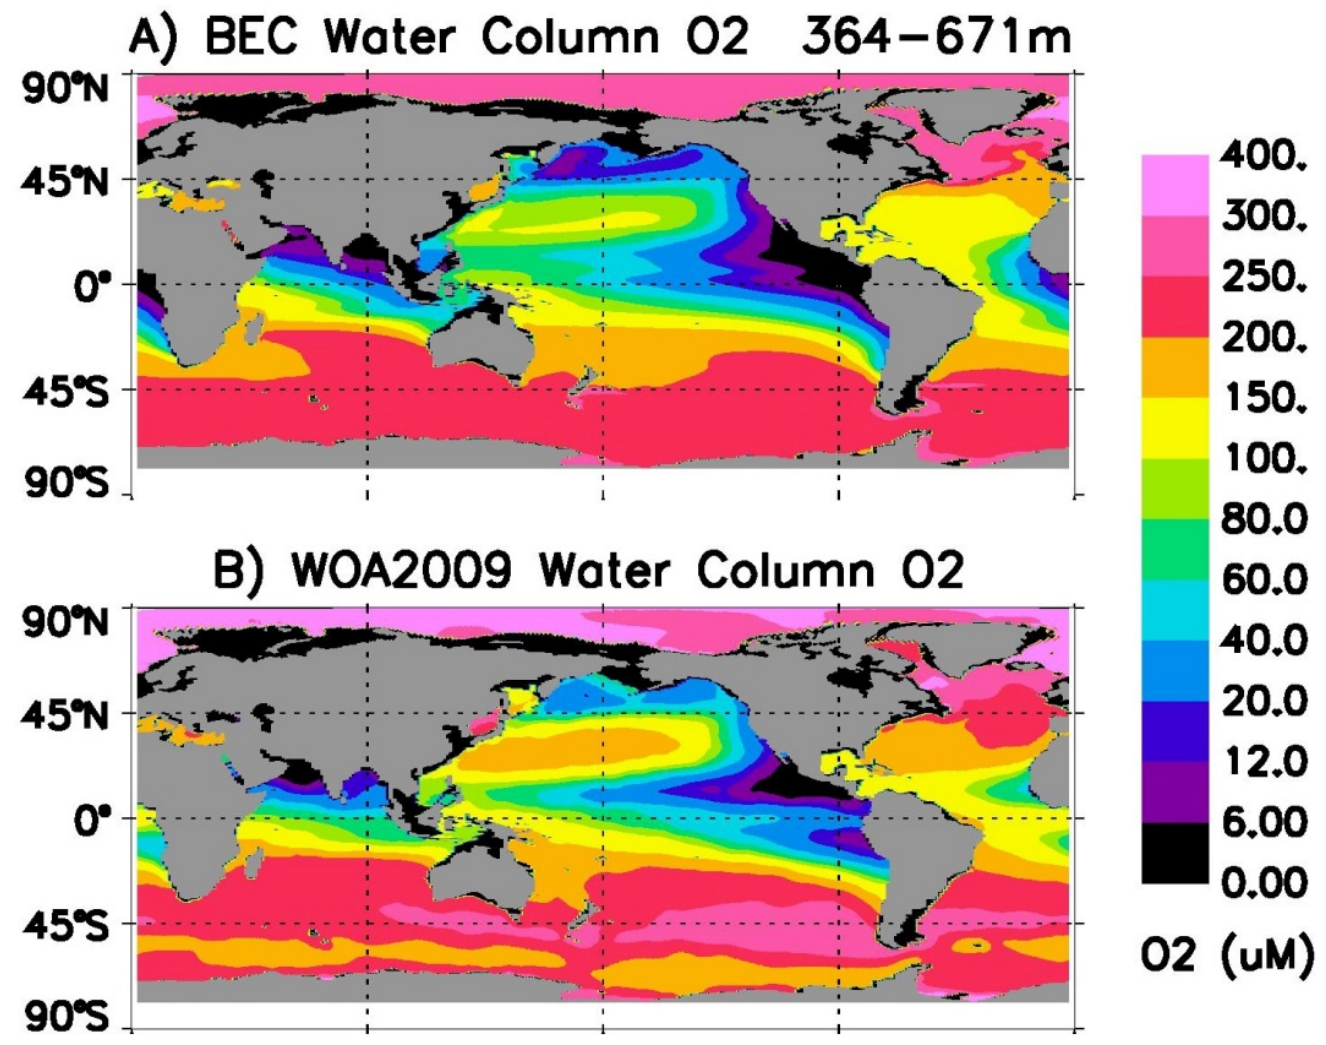 A) BEC Water Column O2 364-671m
90°N
45°N
0°
45°S
90°S
B) WOA2009 Water Column O2
90°N
45°N
0°
45°S
90°S
400.
300.
250.
200.
150.
100.
80.0
60.0
40.0
20.0
12.0
6.00
0.00
O2 (uM)